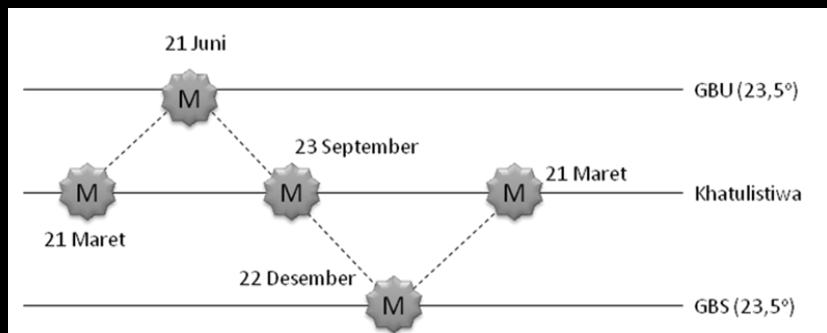 21 Juni
M
GBU (23,5°)
23 September
M
M
M
21 Maret
Khatulistiwa
21 Maret
22 Desember
M
GBS (23,5°)